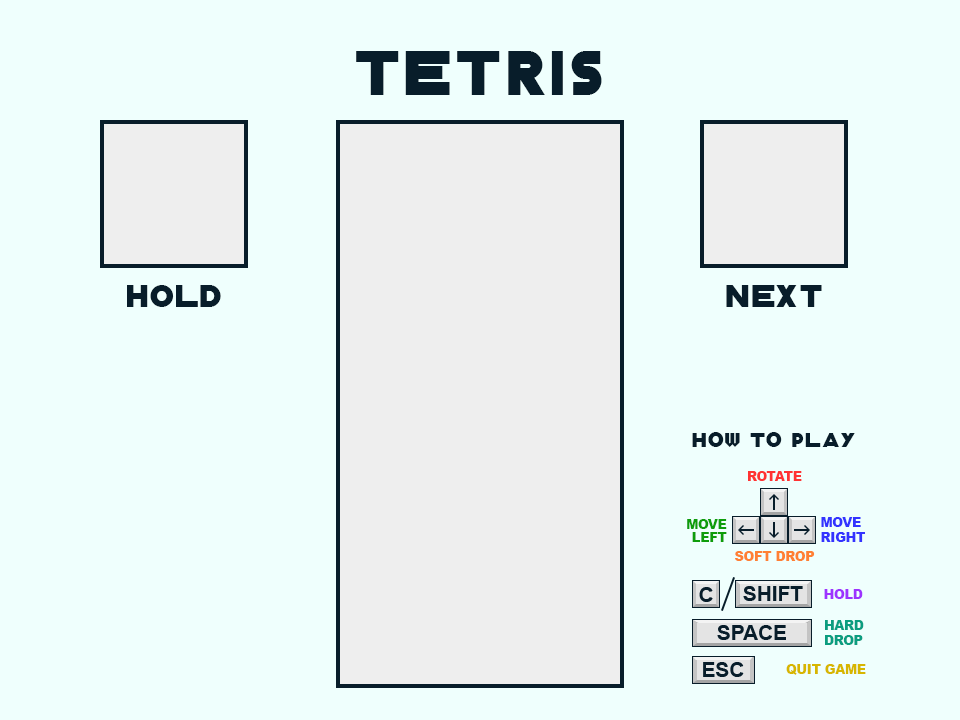 TETRIS
HOLD
NEXT
HOW TO PLAY
ROTATE
↑
MOVE
LEFT
← ↓ →
MOVE
RIGHT
SOFT DROP
C / SHIFT HOLD
SPACE HARD
DROP
ESC QUIT GAME